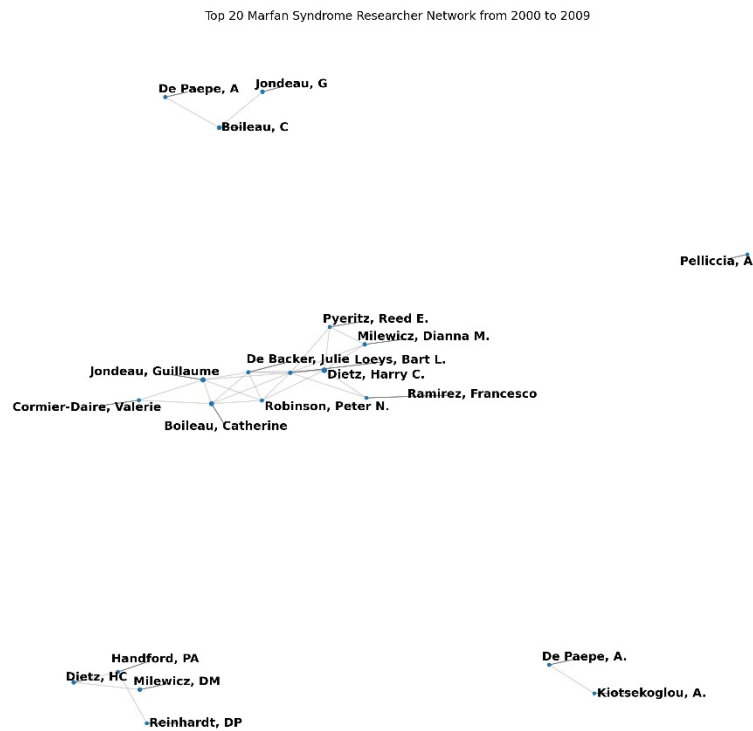 Top 20 Marfan Syndrome Researcher Network from 2000 to 2009
De Paepe, A
Jondeau, G
Boileau, C
Pelliccia, A
Pyeritz, Reed E.
Milewicz, Dianna M.
De Backer, Julie
Loeys, Bart L.
Jondeau, Guillaume
Dietz, Harry C.
Ramirez, Francesco
Cormier-Daire, Valerie
Robinson, Peter N.
Boileau, Catherine
Handford, PA
Dietz, HC
Milewicz, DM
Reinhardt, DP
De Paepe, A.
Kiotsekoglou, A.